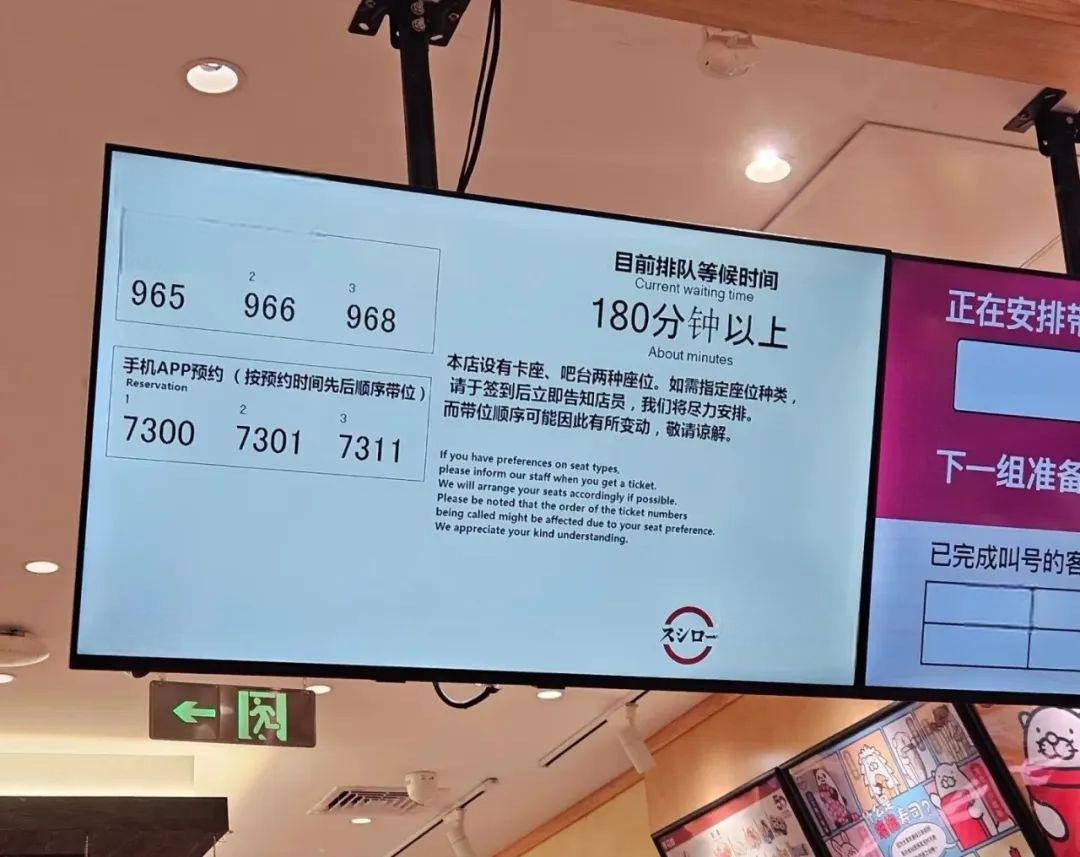 2
3
965
966
968
手机APP预约（按预约时间先后顺序带位）
Reservation
1
2
3
7300
7301
7311
目前排队等候时间
Current waiting time
180分钟以上
About minutes
本店设有卡座、吧台两种座位。如需指定座位种类，
请于签到后立即告知店员，我们将尽力安排。
而带位顺序可能因此有所变动，敬请谅解。
If you have preferences on seat types,
please inform our staff when you get a ticket.
We will arrange your seats accordingly if possible.
Please be noted that the order of the ticket numbers
being called might be affected due to your seat preference.
We appreciate your kind understanding.
スシロー
正在安排带
下一组准备
已完成叫号的客
寿司?